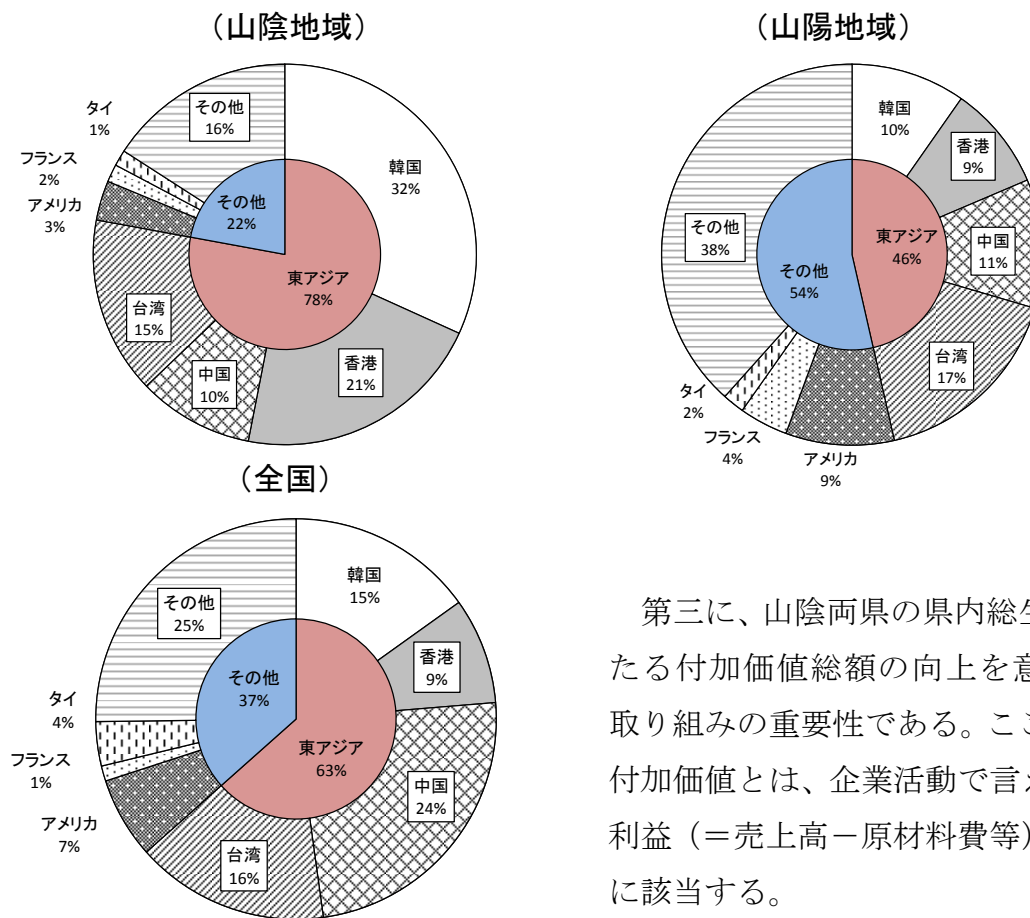 （山陰地域）
韓国
32%
香港
21%
中国
10%
台湾
15%
アメリカ
3%
フランス
2%
タイ
1%
その他
16%
その他
22%
東アジア
78%
（山陽地域）
韓国
10%
香港
9%
中国
11%
台湾
17%
アメリカ
9%
フランス
4%
タイ
2%
その他
38%
その他
54%
東アジア
46%
（全国）
韓国
15%
香港
9%
中国
24%
台湾
16%
アメリカ
7%
フランス
1%
タイ
4%
その他
25%
その他
37%
東アジア
63%
第三に、山陰両県の県内総生
たる付加価値総額の向上を意
取り組みの重要性である。ここ
付加価値とは、企業活動で言え
利益（＝売上高－原材料費等）
に該当する。